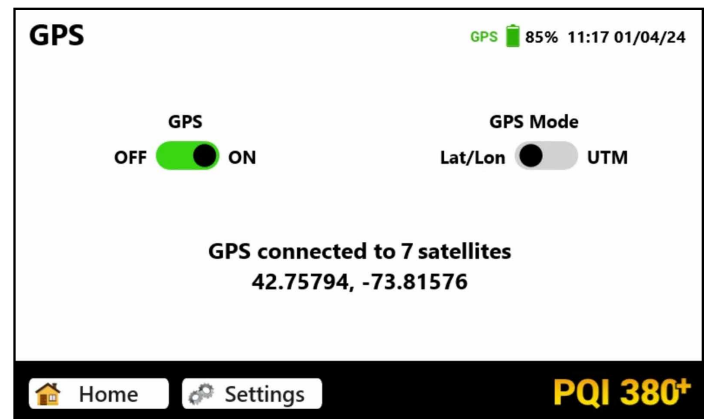 GPS
GPS 85% 11:17 01/04/24
GPS
OFF ON
GPS Mode
Lat/Lon UTM
GPS connected to 7 satellites
42.75794, -73.81576
Home Settings PQI 380+